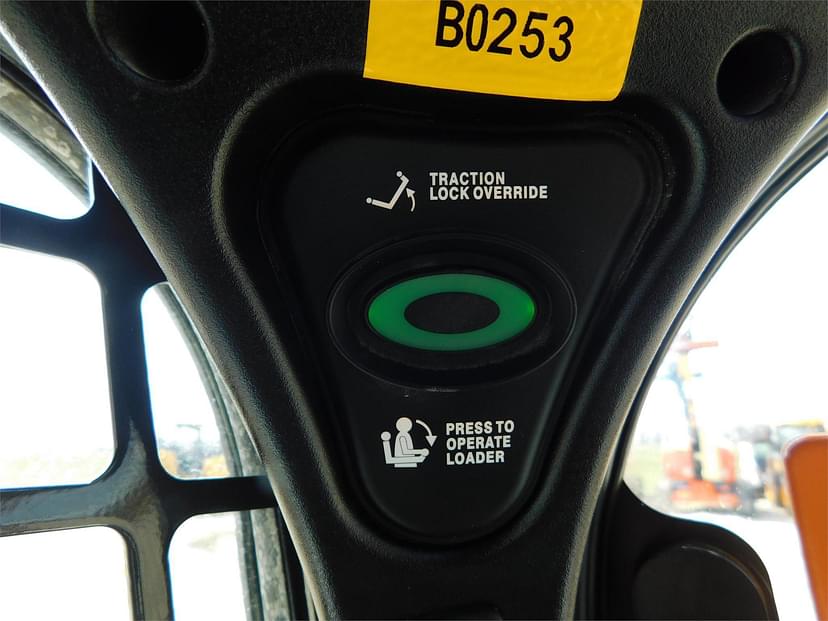 B0253
TRACTION
LOCK OVERRIDE
PRESS TO
OPERATE
LOADER